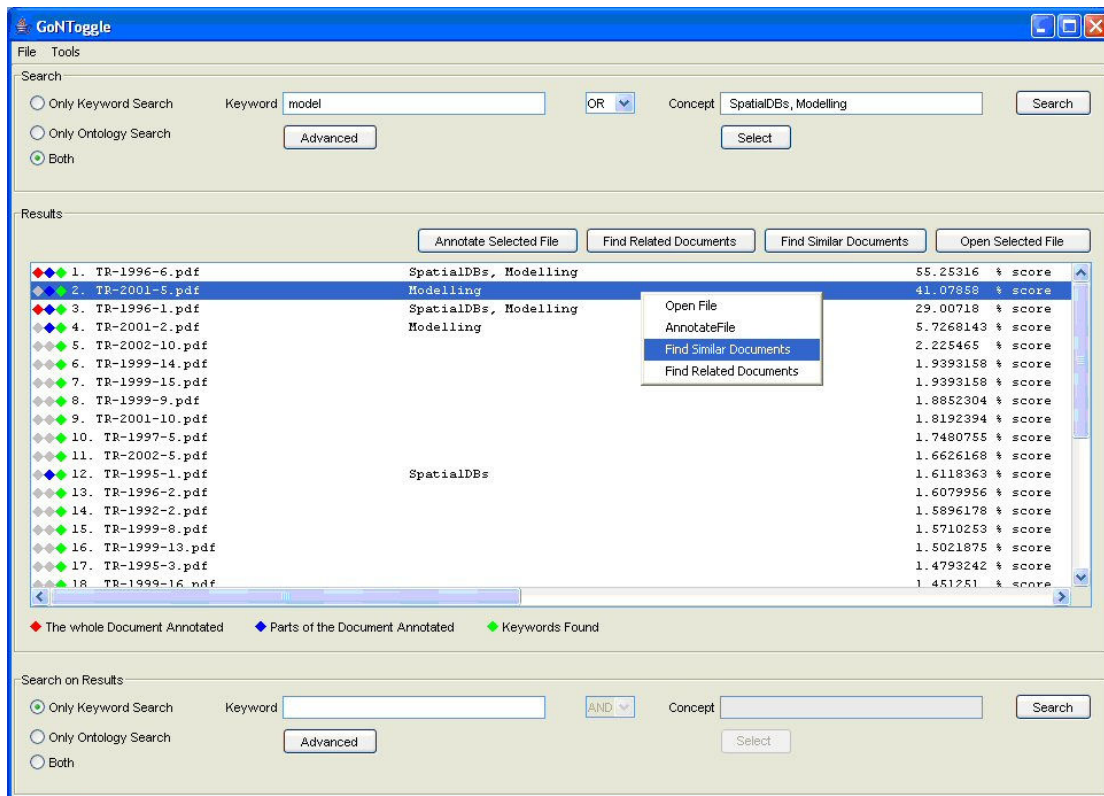 GoNToggle
File Tools
Search
Only Keyword Search Keyword model OR Concept SpatialDBs, Modelling Search
Only Ontology Search Advanced Select
Both
Results
Annotate Selected File Find Related Documents Find Similar Documents Open Selected File
1. TR-1996-6.pdf SpatialDBs, Modelling 55.25316 % score
2. TR-2001-5.pdf Modelling 41.07858 % score
3. TR-1996-1.pdf SpatialDBs, Modelling 29.00718 % score
4. TR-2001-2.pdf Modelling 5.7268143 % score
5. TR-2002-10.pdf 2.225465 % score
6. TR-1999-14.pdf 1.9393158 % score
7. TR-1999-15.pdf 1.9393158 % score
8. TR-1999-9.pdf 1.8852304 % score
9. TR-2001-10.pdf 1.8192394 % score
10. TR-1997-5.pdf 1.7480755 % score
11. TR-2002-5.pdf 1.6626168 % score
12. TR-1995-1.pdf SpatialDBs 1.6118363 % score
13. TR-1996-2.pdf 1.6079956 % score
14. TR-1992-2.pdf 1.5896178 % score
15. TR-1999-8.pdf 1.5710253 % score
16. TR-1999-13.pdf 1.5021875 % score
17. TR-1995-3.pdf 1.4793242 % score
18. TR-1999-16.pdf 1.451251 % score
Open File
AnnotateFile
Find Similar Documents
Find Related Documents
The whole Document Annotated Parts of the Document Annotated Keywords Found
Search on Results
Only Keyword Search Keyword AND Concept Search
Only Ontology Search Advanced Select
Both